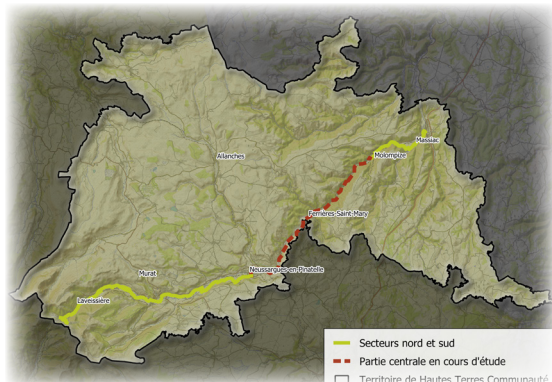 Massiac
Molompize
Allanches
Ferrières-Saint-Mary
Neussargues-en-Pinatelle
Murat
Laveissière
Secteurs nord et sud
Partie centrale en cours d'étude
Territoire de Hautes Terres Communauté